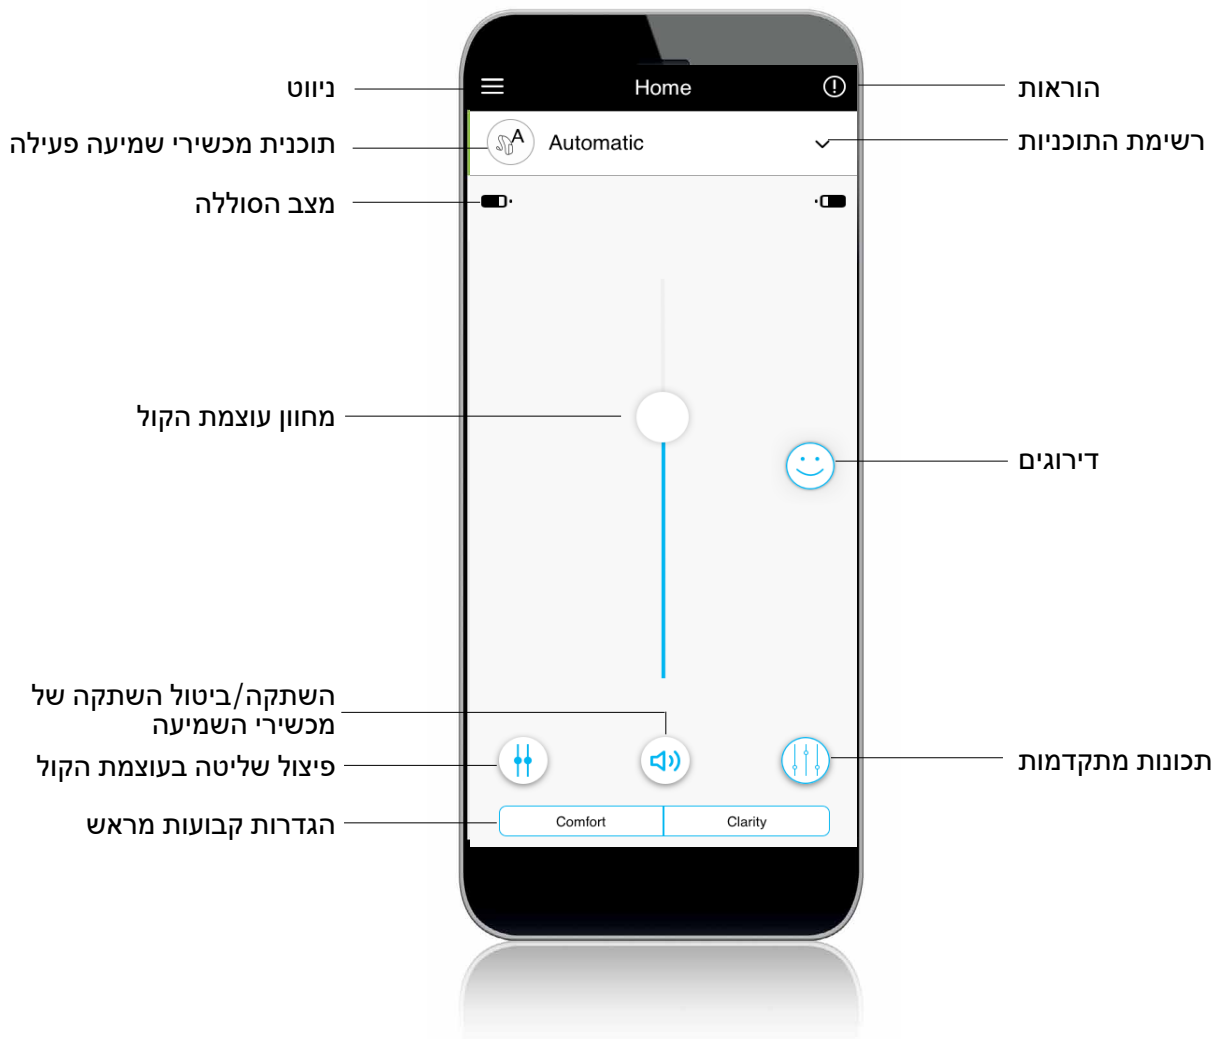 ניווט
Home
הוראות
תוכנית מכשירי שמיעה פעילה
A
Automatic
רשימת התוכניות
מצב הסוללה
מחוון עוצמת הקול
דירוגים
השתקה/ביטול השתקה של
מכשירי השמיעה
פיצול שליטה בעוצמת הקול
תכונות מתקדמות
הגדרות קבועות מראש
Comfort
Clarity